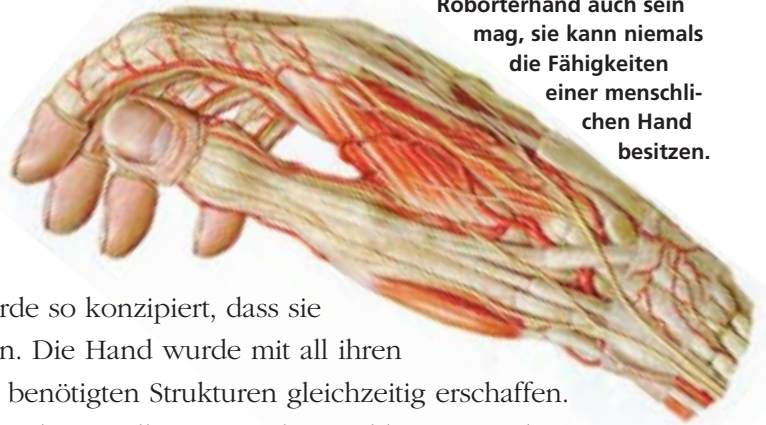 Roborterhand auch sein
mag, sie kann niemals
die Fähigkeiten
einer menschli-
chen Hand
besitzen.
rde so konzipiert, dass sie
n. Die Hand wurde mit all ihren
benötigten Strukturen gleichzeitig erschaffen.